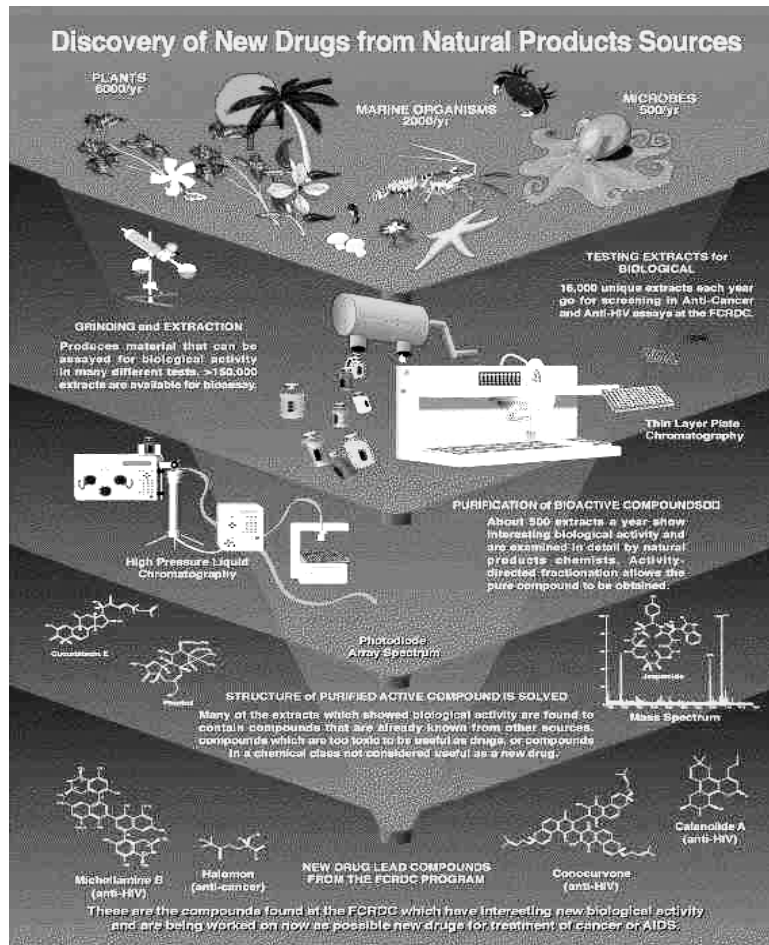 Discovery of New Drugs from Natural Products Sources
PLANTS
6000/yr
MARINE ORGANISMS
2000/yr
MICROBES
500/yr
TESTING EXTRACTS for
BIOLOGICAL
16,000 unique extracts each year
go for screening in Anti-Cancer
and Anti-HIV assays at the FCRDC.
GRINDING and EXTRACTION
Produces material that can be
assayed for biological activity
in many different tests. >150,000
extracts are available for bioassay.
Thin Layer Plate
Chromatography
PURIFICATION of BIOACTIVE COMPOUNDS
About 500 extracts a year show
interesting biological activity and
are examined in detail by natural
products chemists. Activity-
directed fractionation allows the
pure compound to be obtained.
High Pressure Liquid
Chromatography
Photodiode
Array Spectrum
Phorbol
Mass Spectrum
STRUCTURE of PURIFIED ACTIVE COMPOUND IS SOLVED
Many of the extracts which showed biological activity are found to
contain compounds that are already known from other sources,
compounds which are too toxic to be useful as drugs, or compounds
in a chemical class not considered useful as a new drug.
Michellamine B
(anti-HIV)
Halomon
(anti-cancer)
NEW DRUG LEAD COMPOUNDS
FROM THE FCRDC PROGRAM
Conocurvone
(anti-HIV)
Calanolide A
(anti-HIV)
These are the compounds found at the FCRDC which have interesting new biological activity
and are being worked on now as possible new drugs for treatment of cancer or AIDS.